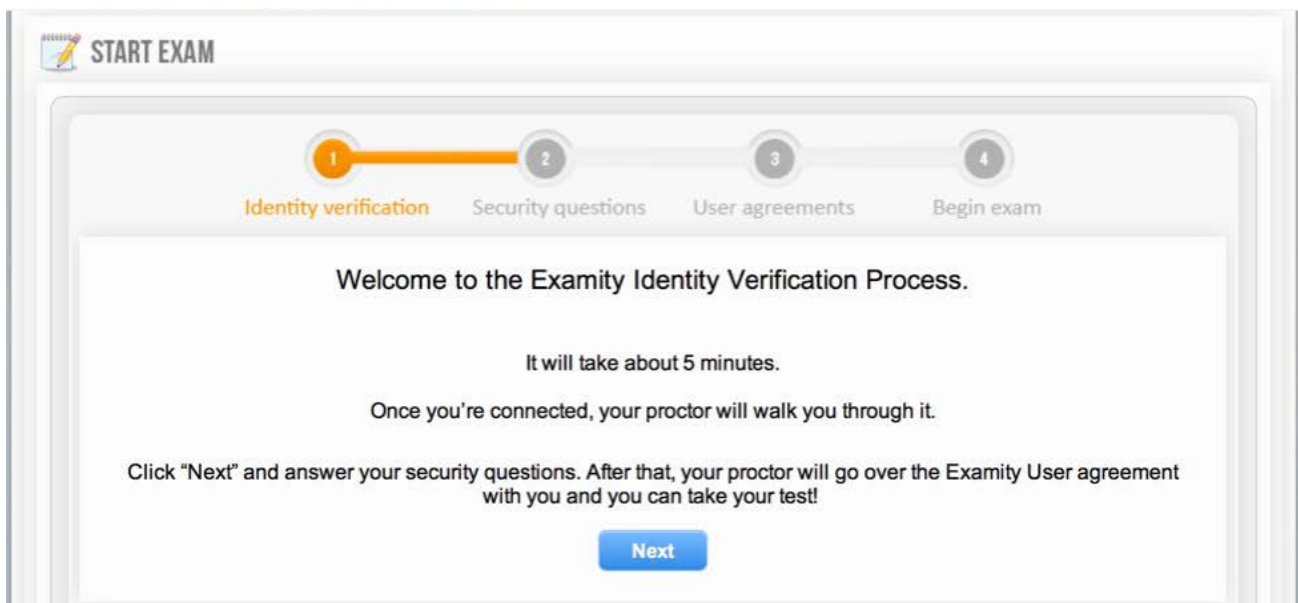 START EXAM
1 2 3 4
Identity verification Security questions User agreements Begin exam
Welcome to the Examity Identity Verification Process.
It will take about 5 minutes.
Once you’re connected, your proctor will walk you through it.
Click “Next” and answer your security questions. After that, your proctor will go over the Examity User agreement
with you and you can take your test!
Next